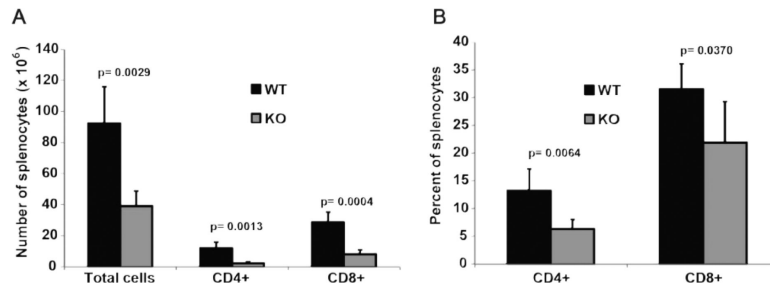 A
Number of splenocytes (x 10⁶)
140
120
100
80
60
40
20
0
p= 0.0029
p= 0.0013
p= 0.0004
WT
KO
Total cells
CD4+
CD8+
B
Percent of splenocytes
40
35
30
25
20
15
10
5
0
p= 0.0064
p= 0.0370
WT
KO
CD4+
CD8+